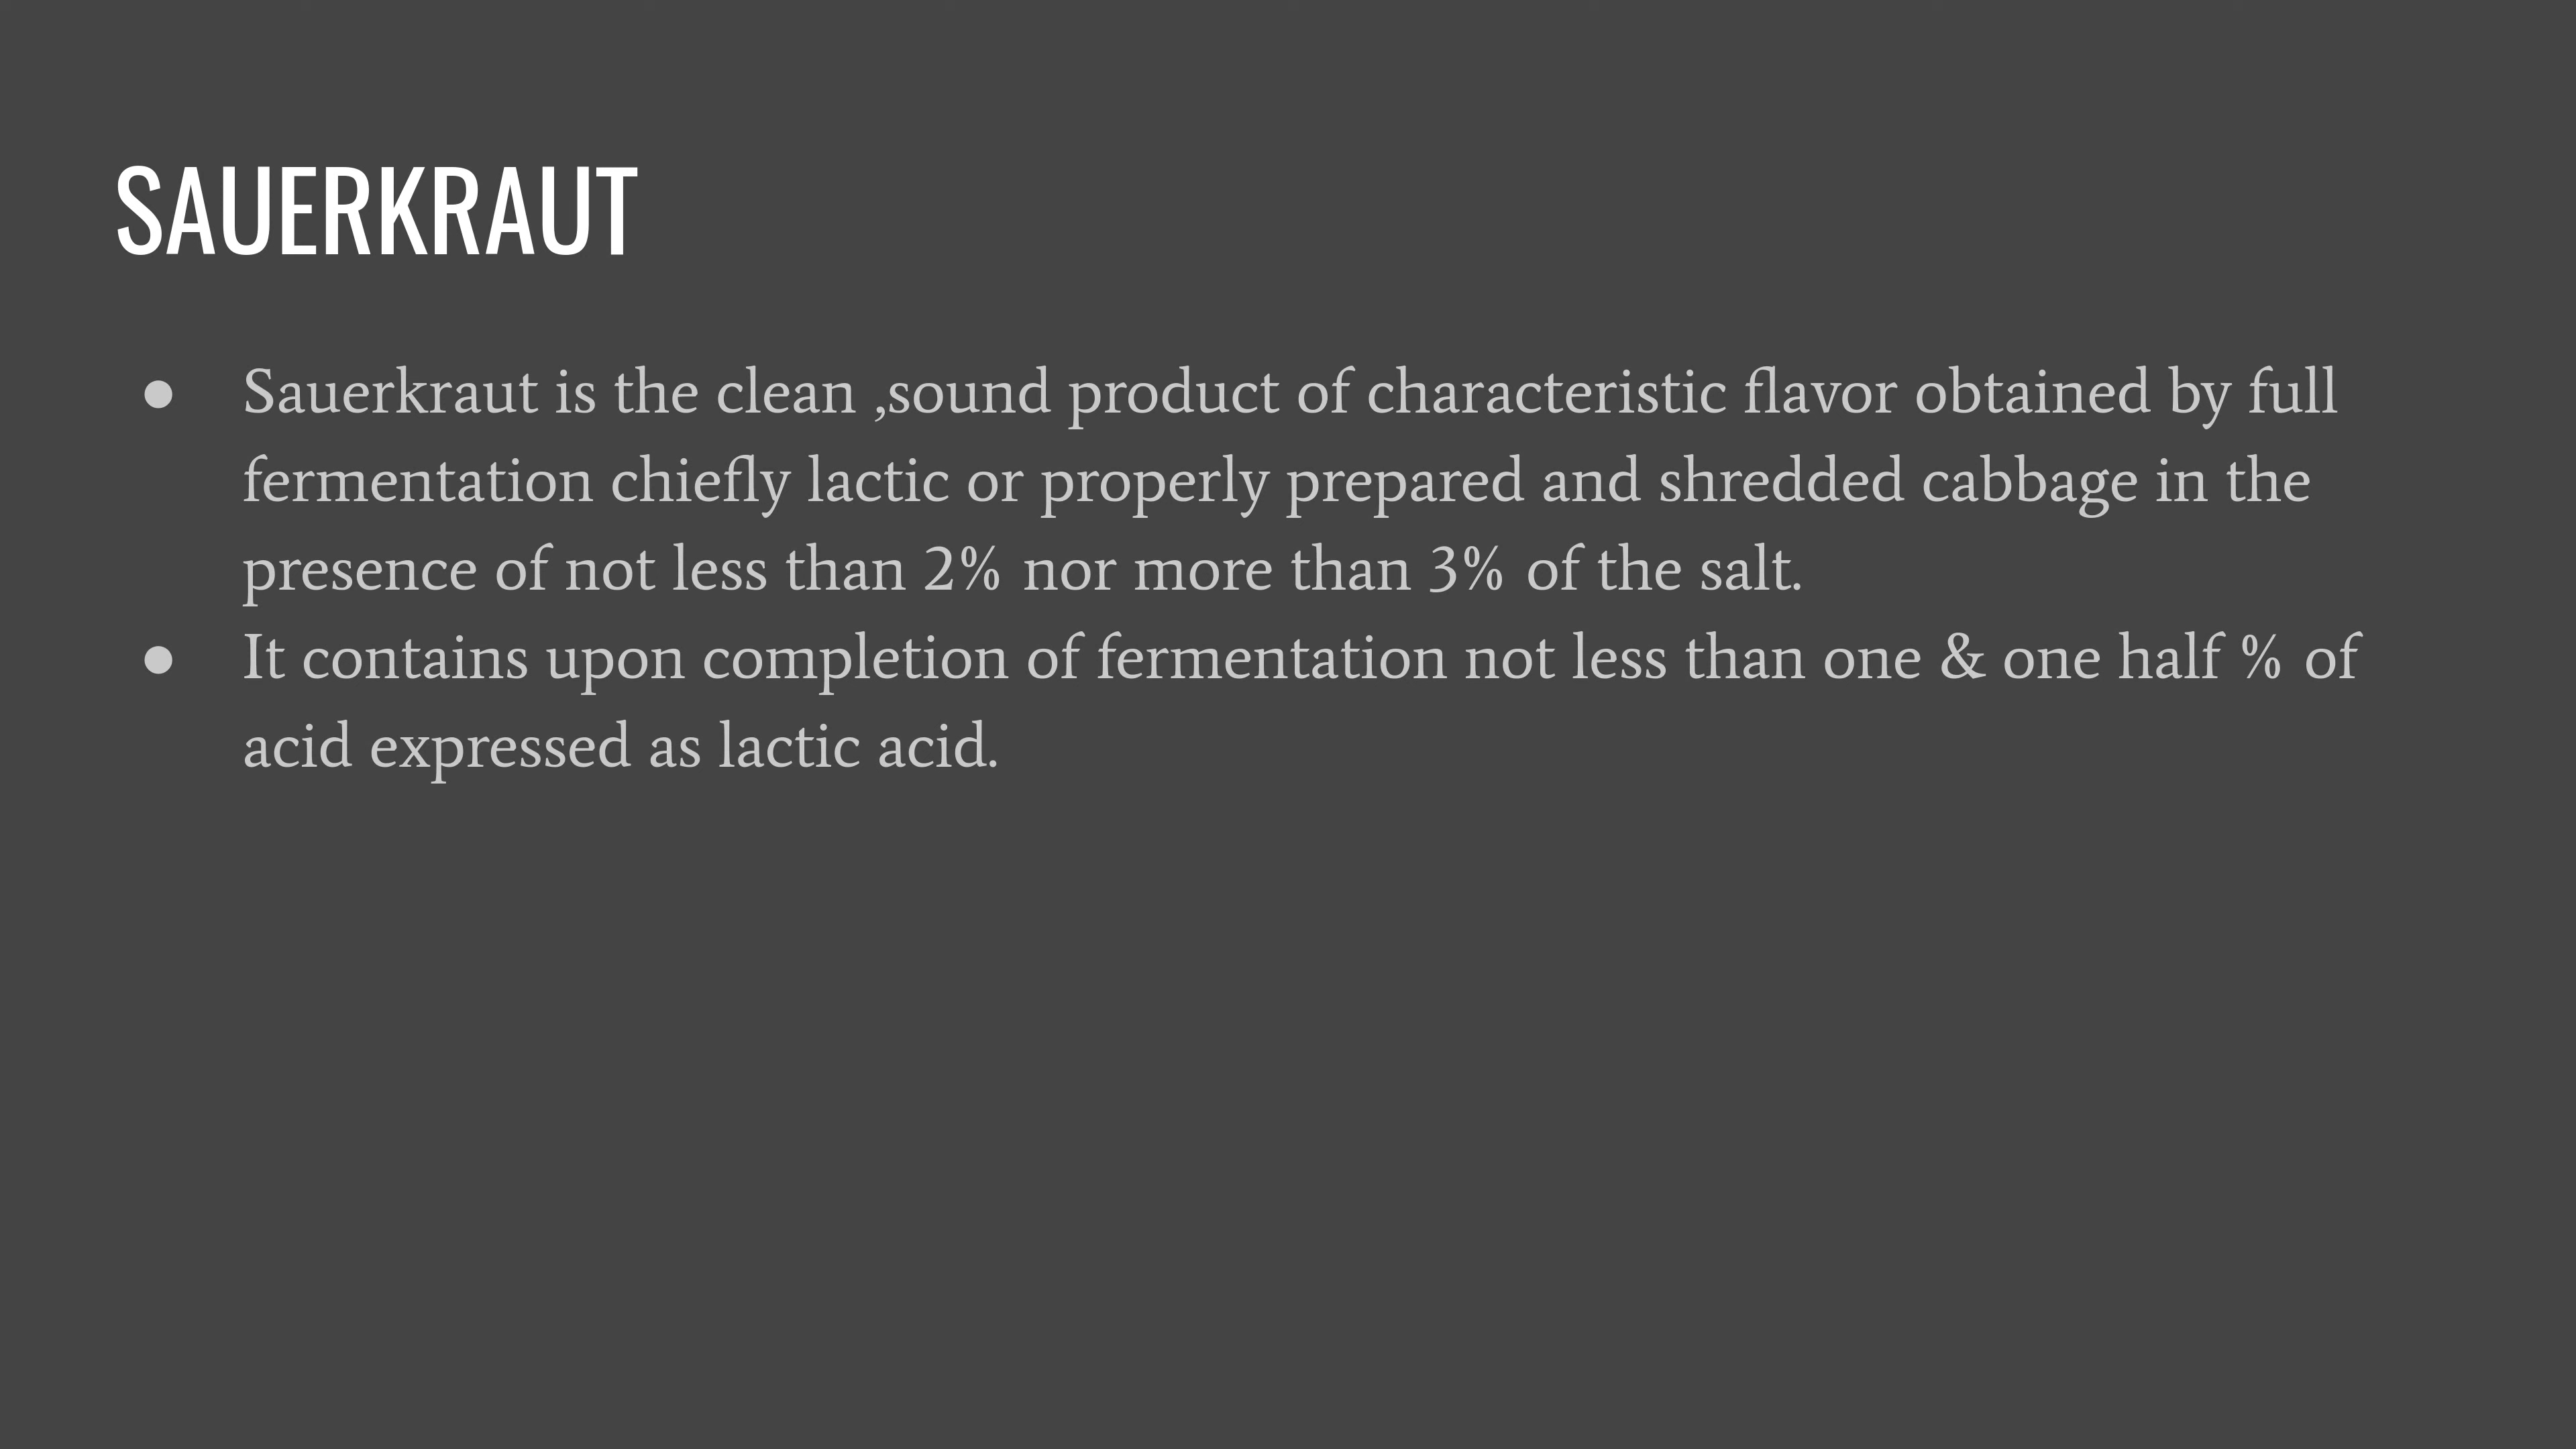 SAUERKRAUT
● Sauerkraut is the clean ,sound product of characteristic flavor obtained by full
fermentation chiefly lactic or properly prepared and shredded cabbage in the
presence of not less than 2% nor more than 3% of the salt.
● It contains upon completion of fermentation not less than one & one half % of
acid expressed as lactic acid.